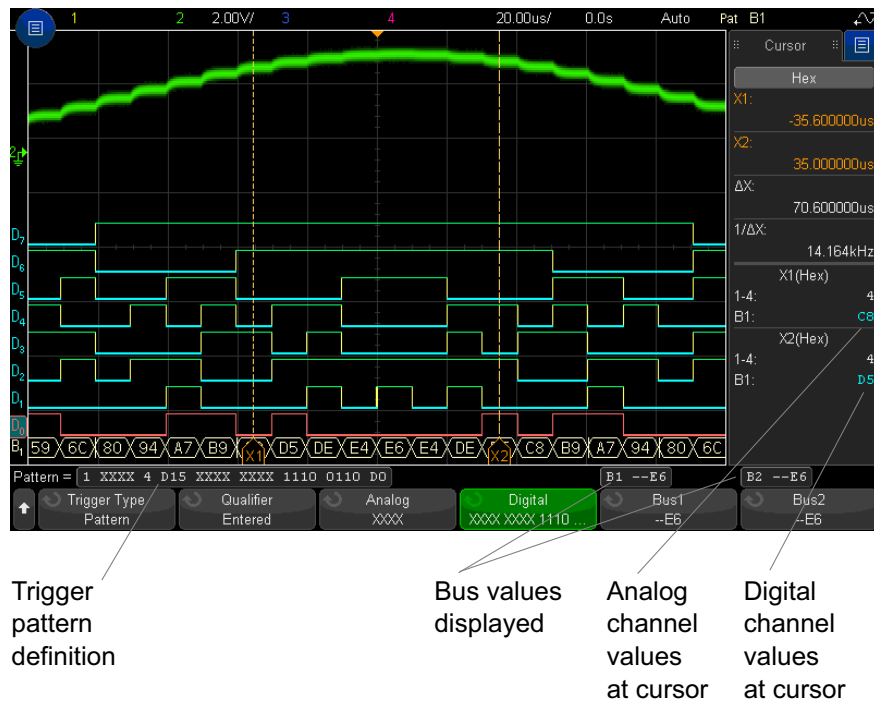 1 2 2.00V/ 3 4 20.00us/ 0.0s Auto Pat B1
Cursor
Hex
X1:
-35.600000us
X2:
35.000000us
ΔX:
70.600000us
1/ΔX:
14.164kHz
X1(Hex)
1-4: 4
B1: C8
X2(Hex)
1-4: 4
B1: D5
2
D7
D6
D5
D4
D3
D2
D1
D0
B1 59 6C 80 94 A7 B9 X1 D5 DE E4 E6 E4 DE X2 C8 B9 A7 94 80 6C
Pattern = 1 XXXX 4 D15 XXXX XXXX 1110 0110 D0 B1 --E6 B2 --E6
Trigger Type Qualifier Analog Digital Bus1 Bus2
Pattern Entered XXXX XXXX XXXX 1110 ... --E6 --E6
Trigger
pattern
definition
Bus values
displayed
Analog
channel
values
at cursor
Digital
channel
values
at cursor